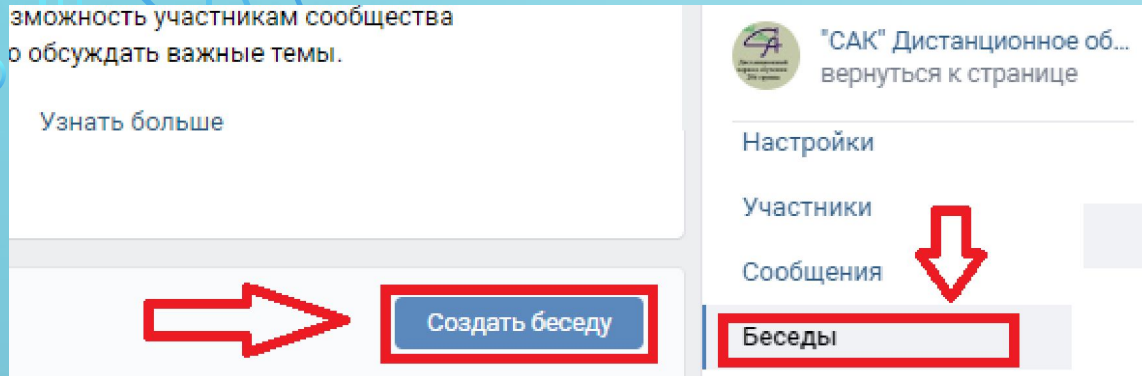 зможность участникам сообщества
о обсуждать важные темы.
Узнать больше
Создать беседу
"САК" Дистанционное об...
вернуться к странице
Настройки
Участники
Сообщения
Беседы